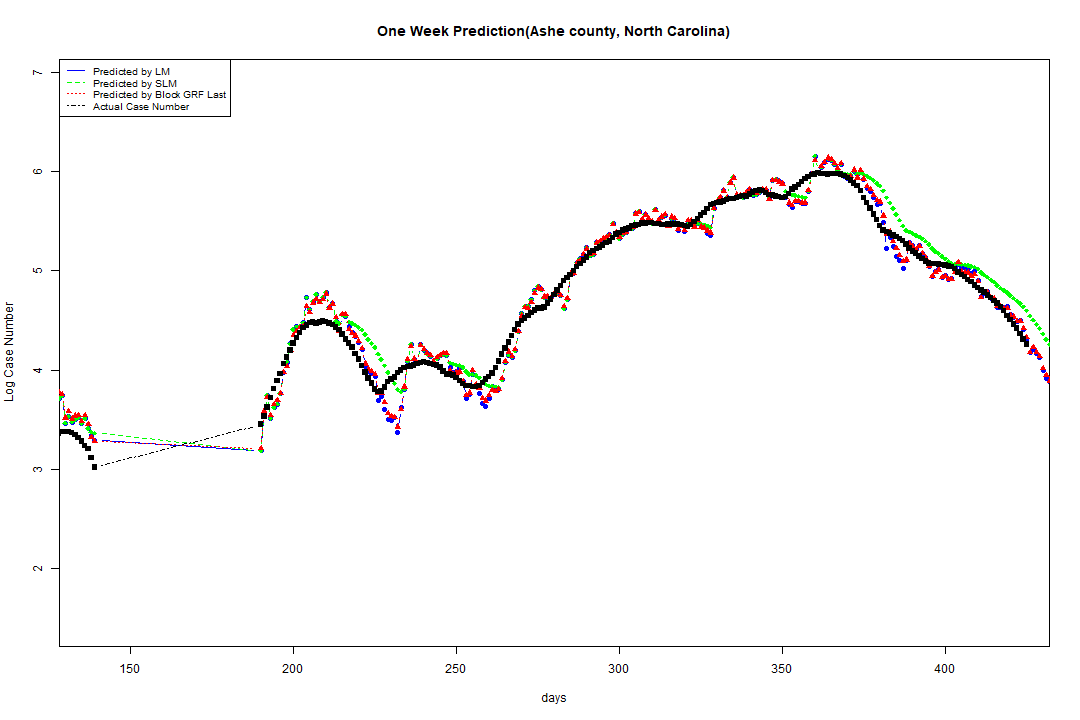 One Week Prediction(Ashe county, North Carolina)
Predicted by LM
Predicted by SLM
Predicted by Block GRF Last
Actual Case Number
7
6
5
4
3
2
Log Case Number
150 200 250 300 350 400
days